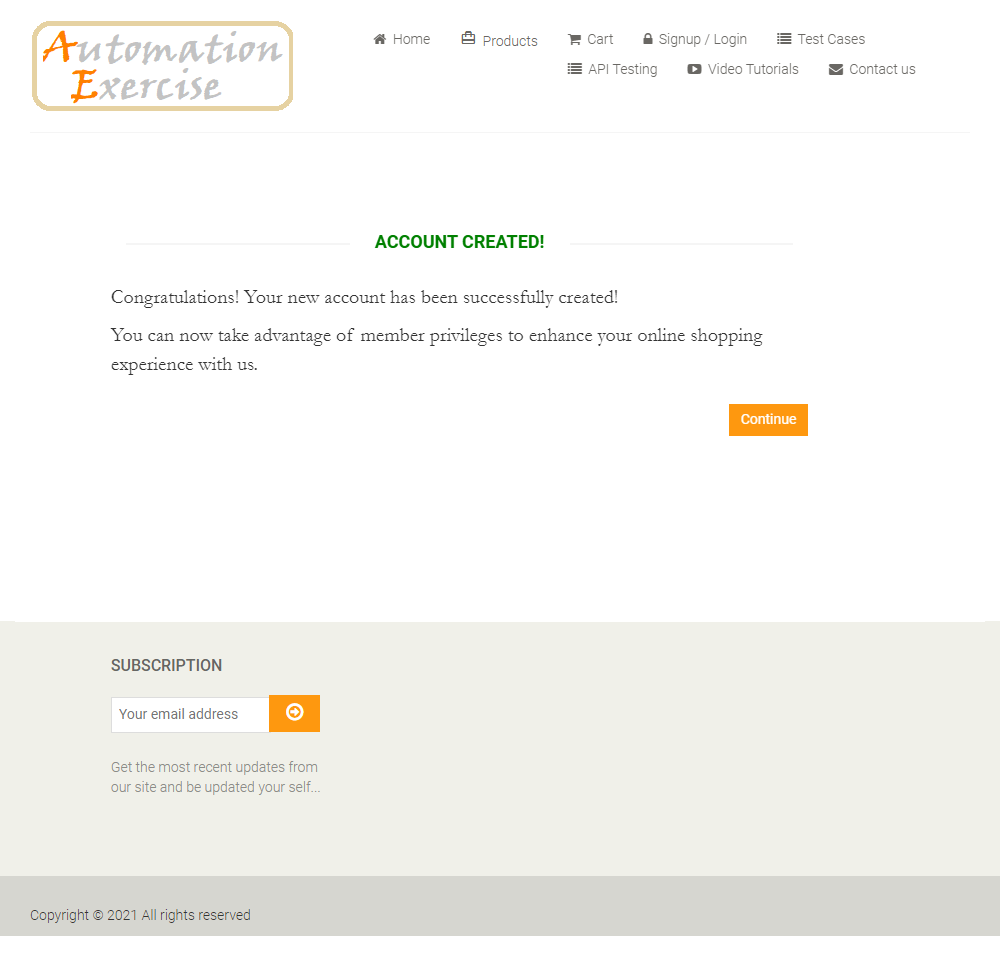 Automation
Exercise
Home Products Cart Signup / Login Test Cases
API Testing Video Tutorials Contact us
ACCOUNT CREATED!
Congratulations! Your new account has been successfully created!
You can now take advantage of member privileges to enhance your online shopping
experience with us.
Continue
SUBSCRIPTION
Your email address
Get the most recent updates from
our site and be updated your self...
Copyright © 2021 All rights reserved